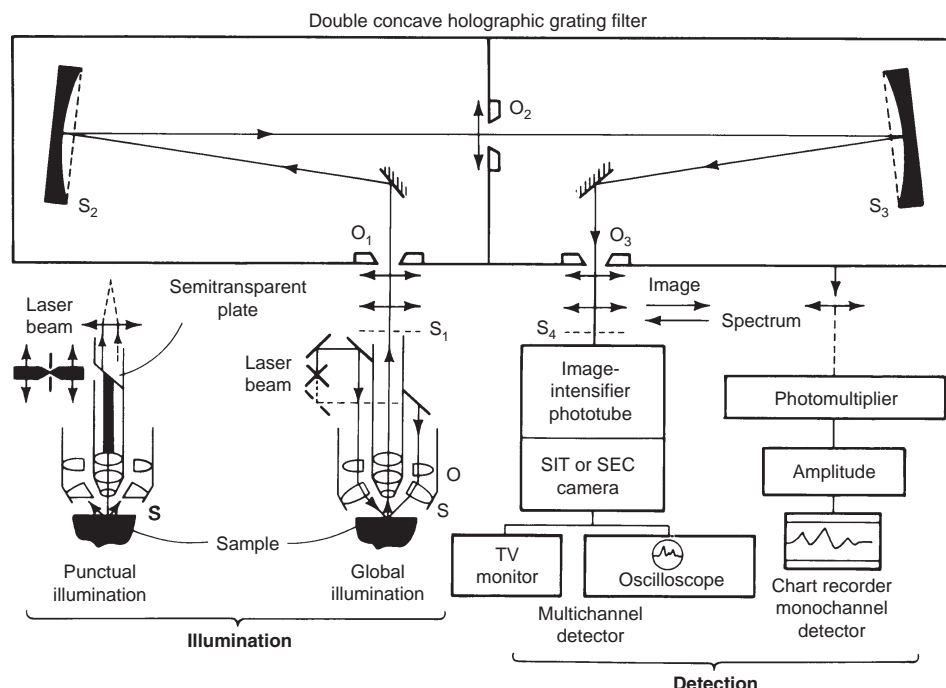 Double concave holographic grating filter
O2
S2
S3
O1
O3
Semitransparent
plate
Laser
beam
S1
Laser
beam
Image
Spectrum
S4
Image-
intensifier
phototube
Photomultiplier
SIT or SEC
camera
Amplitude
O
S
S
Sample
Punctual
illumination
Global
illumination
TV
monitor
Oscilloscope
Multichannel
detector
Chart recorder
monochannel
detector
Illumination
Detection